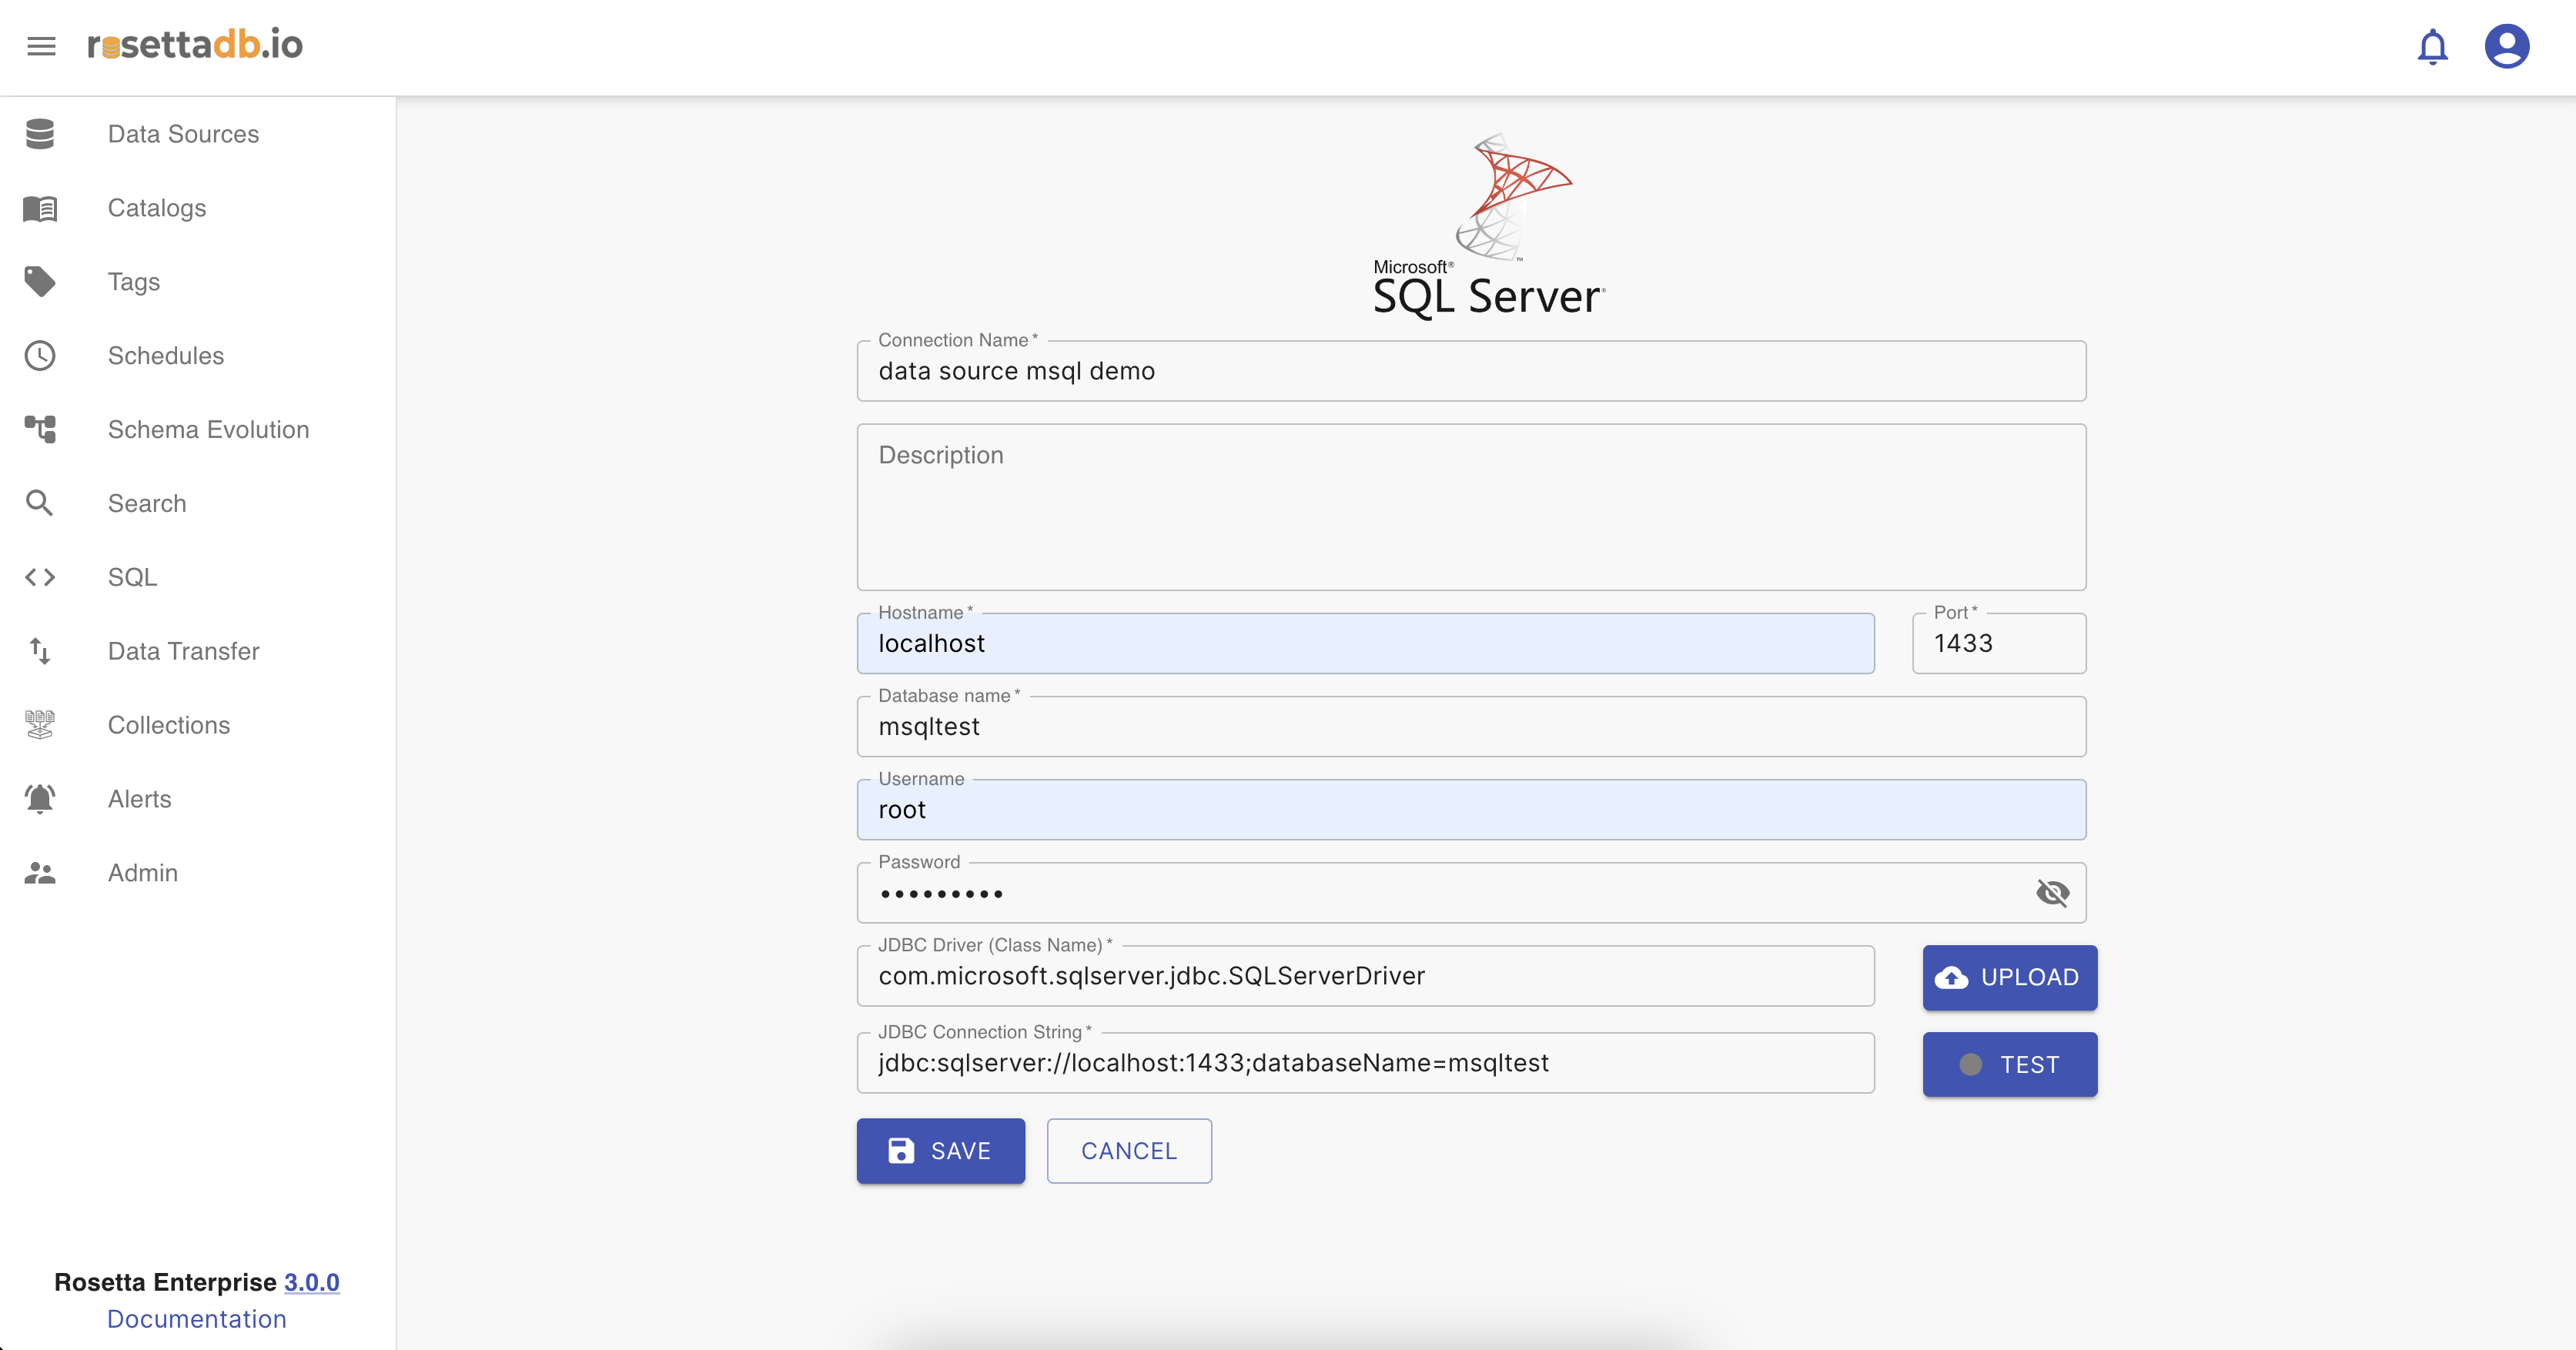 rosettadb.io
Data Sources
Catalogs
Tags
Schedules
Schema Evolution
Search
SQL
Data Transfer
Collections
Alerts
Admin
Rosetta Enterprise 3.0.0
Documentation
Microsoft®
SQL Server®
™
Connection Name *
data source msql demo
Description
Hostname *
localhost
Port *
1433
Database name *
msqltest
Username
root
Password
•••••••••
JDBC Driver (Class Name) *
com.microsoft.sqlserver.jdbc.SQLServerDriver
UPLOAD
JDBC Connection String *
jdbc:sqlserver://localhost:1433;databaseName=msqltest
TEST
SAVE
CANCEL